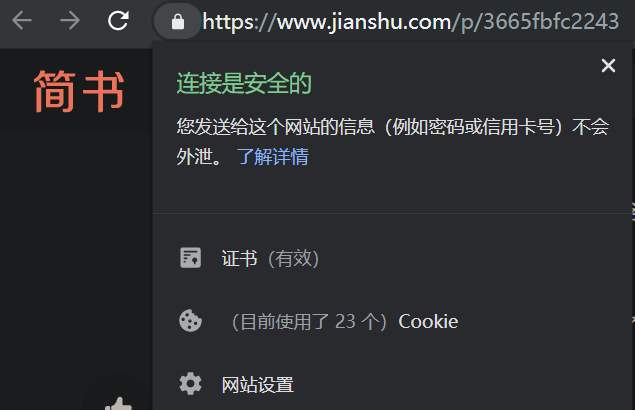 https://www.jianshu.com/p/3665fbfc2243
简书
连接是安全的
您发送给这个网站的信息（例如密码或信用卡号）不会
外泄。 了解详情
证书（有效）
（目前使用了 23 个）Cookie
网站设置